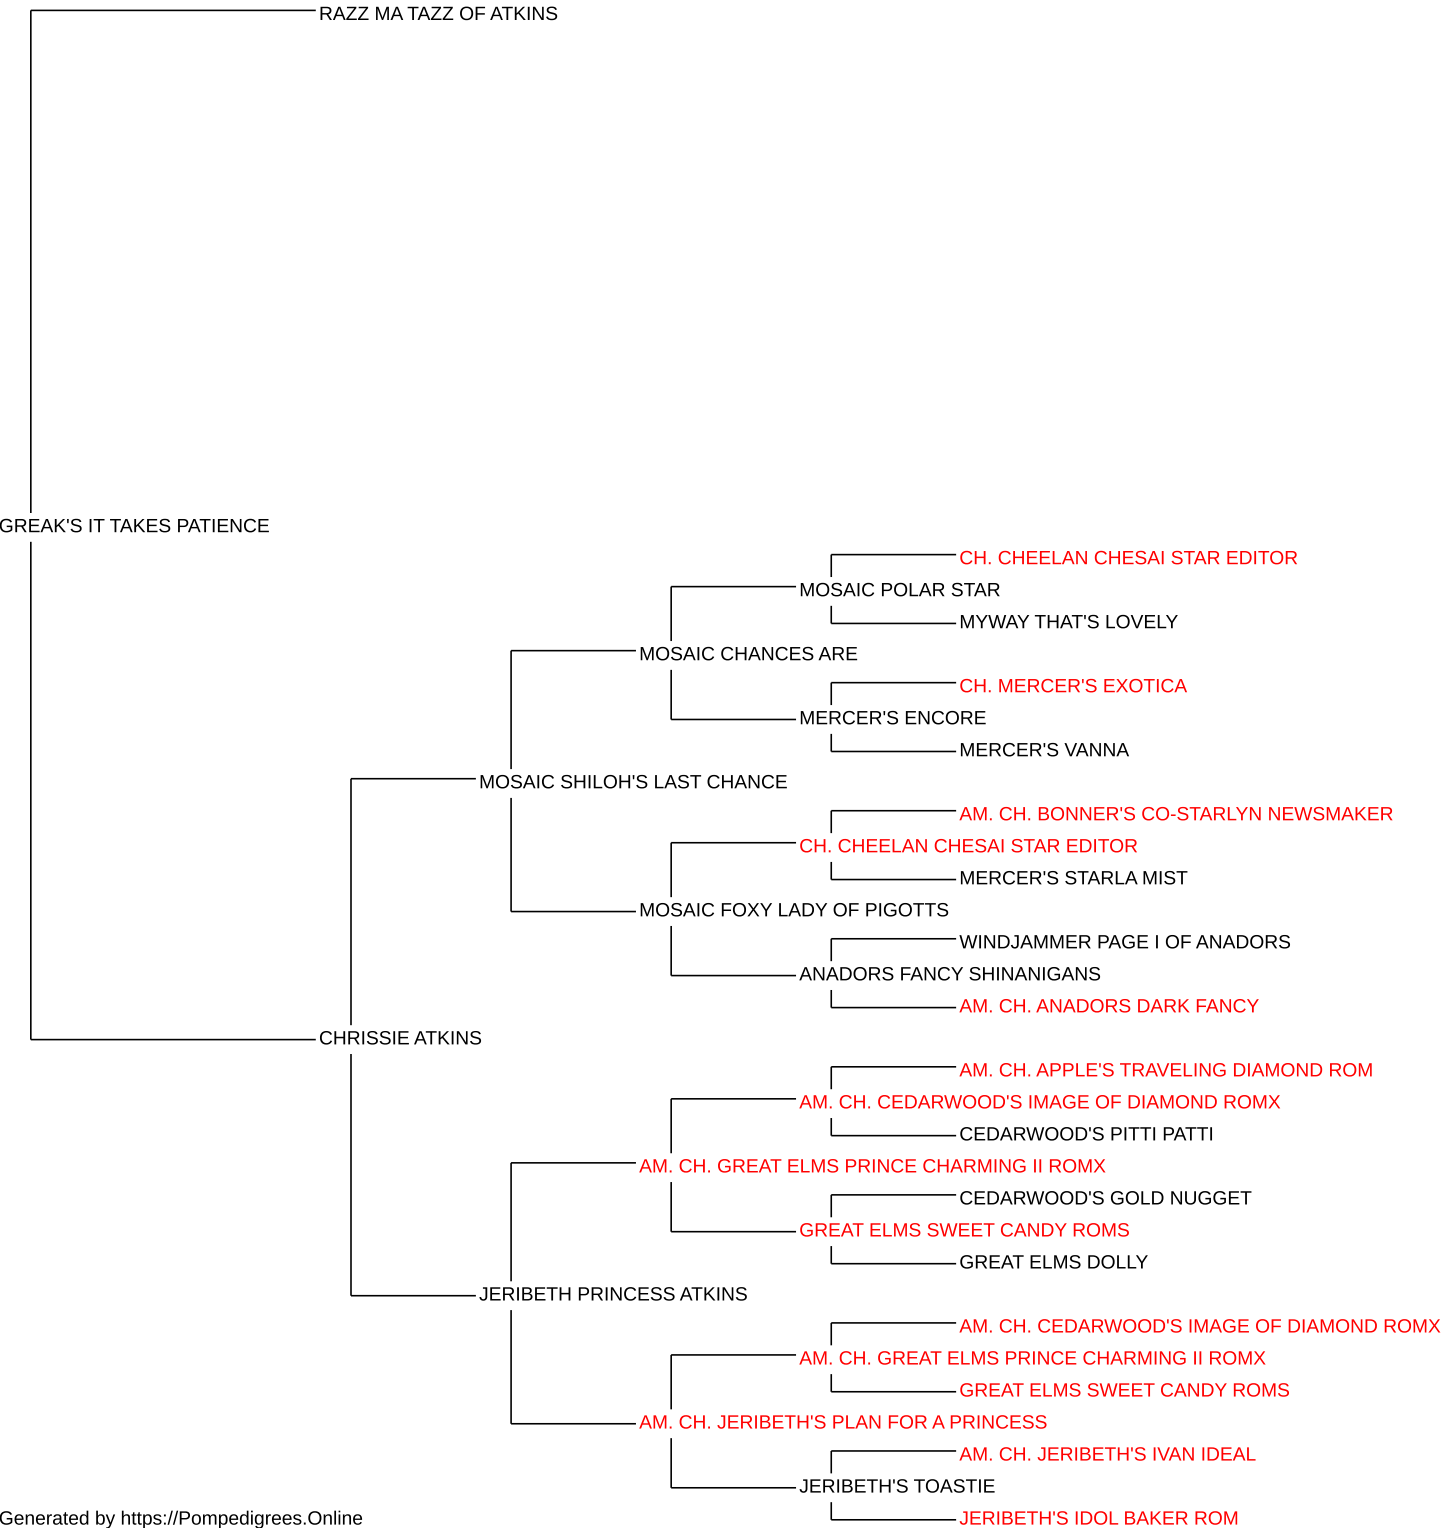 RAZZ MA TAZZ OF ATKINS
GREAK'S IT TAKES PATIENCE
CH. CHEELAN CHESAI STAR EDITOR
MOSAIC POLAR STAR
MYWAY THAT'S LOVELY
MOSAIC CHANCES ARE
CH. MERCER'S EXOTICA
MERCER'S ENCORE
MERCER'S VANNA
MOSAIC SHILOH'S LAST CHANCE
AM. CH. BONNER'S CO-STARLYN NEWSMAKER
CH. CHEELAN CHESAI STAR EDITOR
MERCER'S STARLA MIST
MOSAIC FOXY LADY OF PIGOTTS
WINDJAMMER PAGE I OF ANADORS
ANADORS FANCY SHINANIGANS
AM. CH. ANADORS DARK FANCY
CHRISSIE ATKINS
AM. CH. APPLE'S TRAVELING DIAMOND ROM
AM. CH. CEDARWOOD'S IMAGE OF DIAMOND ROMX
CEDARWOOD'S PITTI PATTI
AM. CH. GREAT ELMS PRINCE CHARMING II ROMX
CEDARWOOD'S GOLD NUGGET
GREAT ELMS SWEET CANDY ROMS
GREAT ELMS DOLLY
JERIBETH PRINCESS ATKINS
AM. CH. CEDARWOOD'S IMAGE OF DIAMOND ROMX
AM. CH. GREAT ELMS PRINCE CHARMING II ROMX
GREAT ELMS SWEET CANDY ROMS
AM. CH. JERIBETH'S PLAN FOR A PRINCESS
AM. CH. JERIBETH'S IVAN IDEAL
JERIBETH'S TOASTIE
JERIBETH'S IDOL BAKER ROM
Generated by https://Pompedigrees.Online